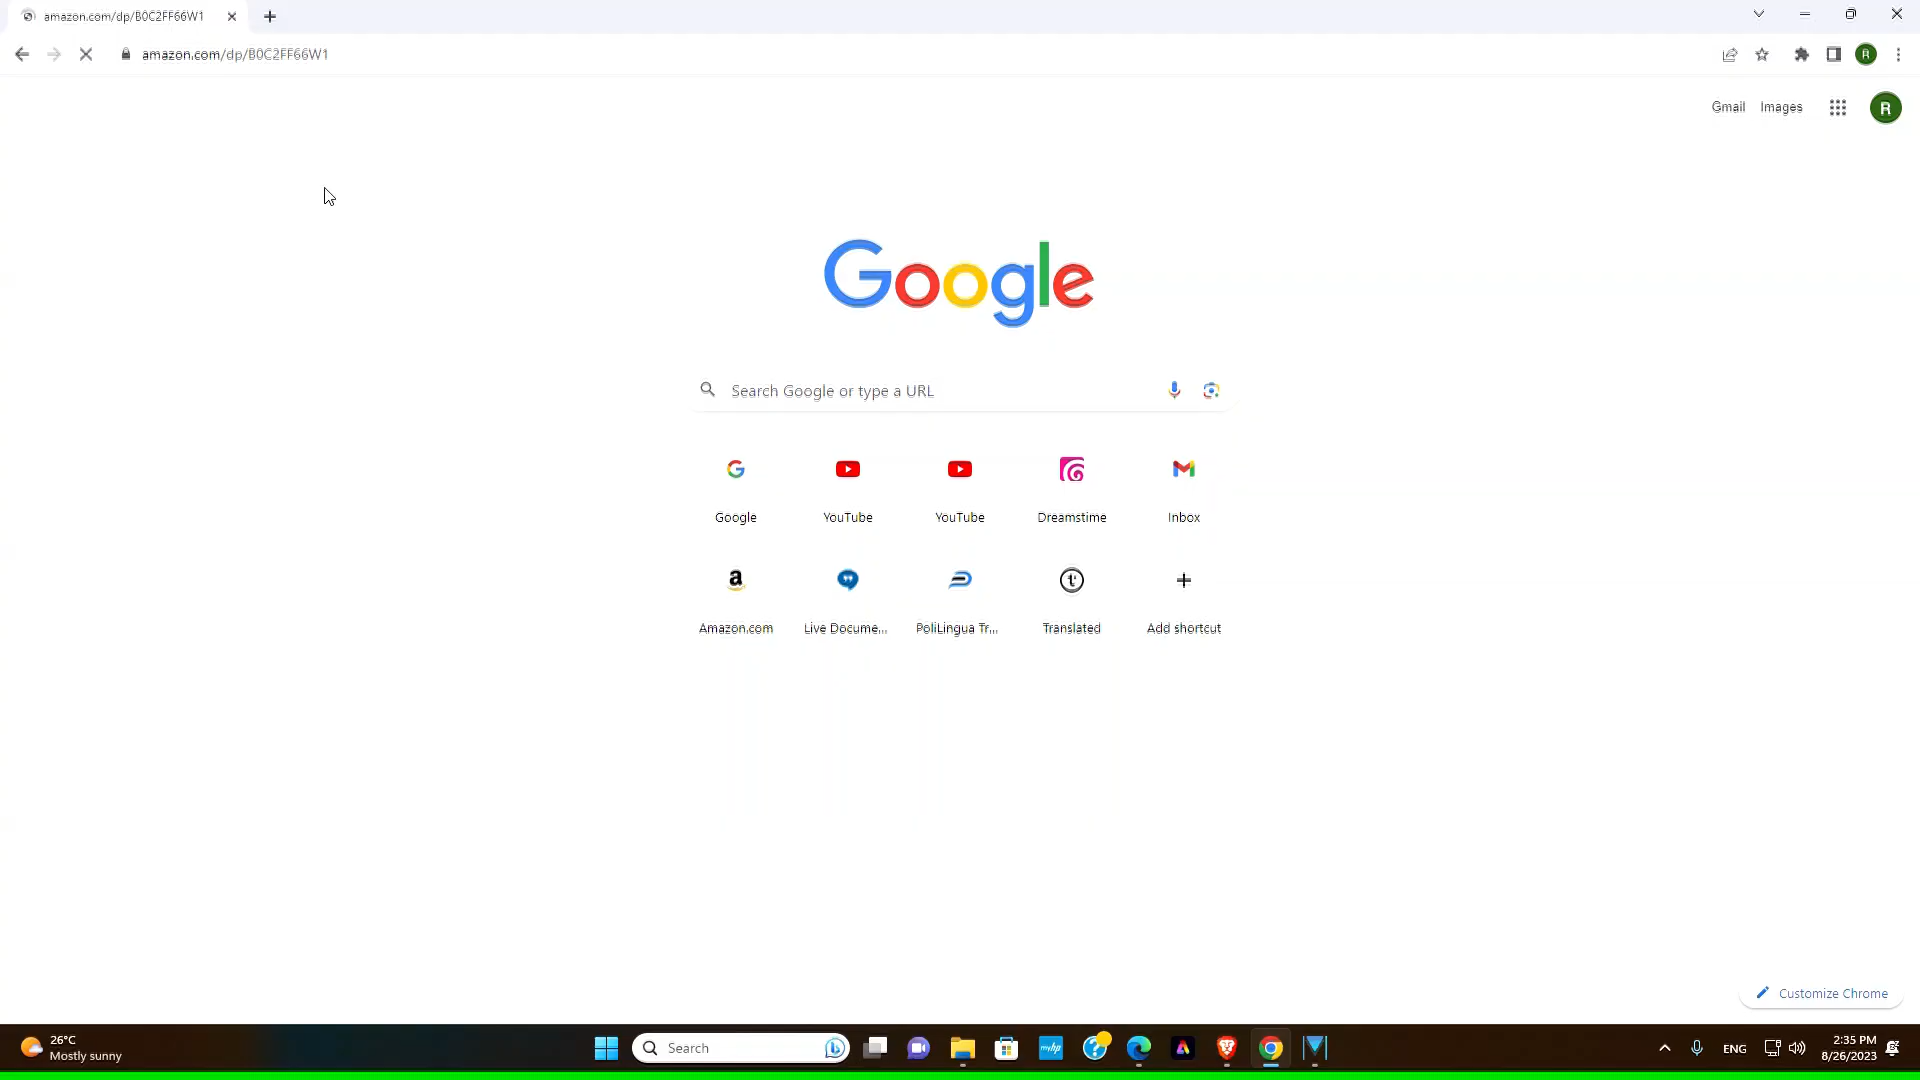 amazon.com/dp/B0C2FF66W1
amazon.com/dp/B0C2FF66W1
R
Gmail Images
R
Google
Search Google or type a URL
Google YouTube YouTube Dreamstime Inbox
Amazon.com Live Docume... PoliLingua Tr... Translated Add shortcut
Customize Chrome
26°C
Mostly sunny
Search
myhp
ENG
2:35 PM
8/26/2023